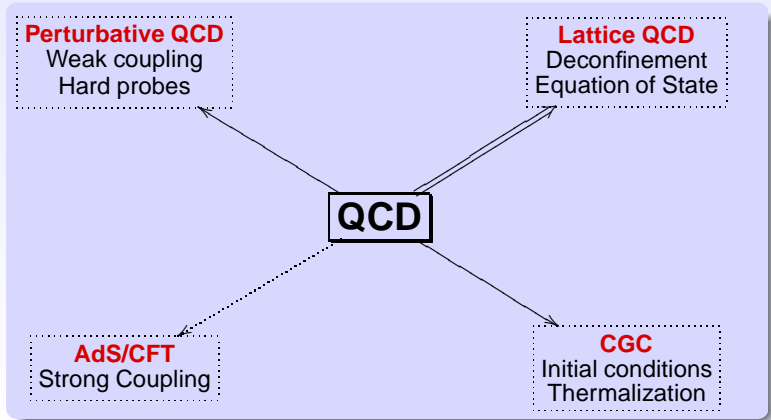 Perturbative QCD
Weak coupling
Hard probes
Lattice QCD
Deconfinement
Equation of State
QCD
AdS/CFT
Strong Coupling
CGC
Initial conditions
Thermalization